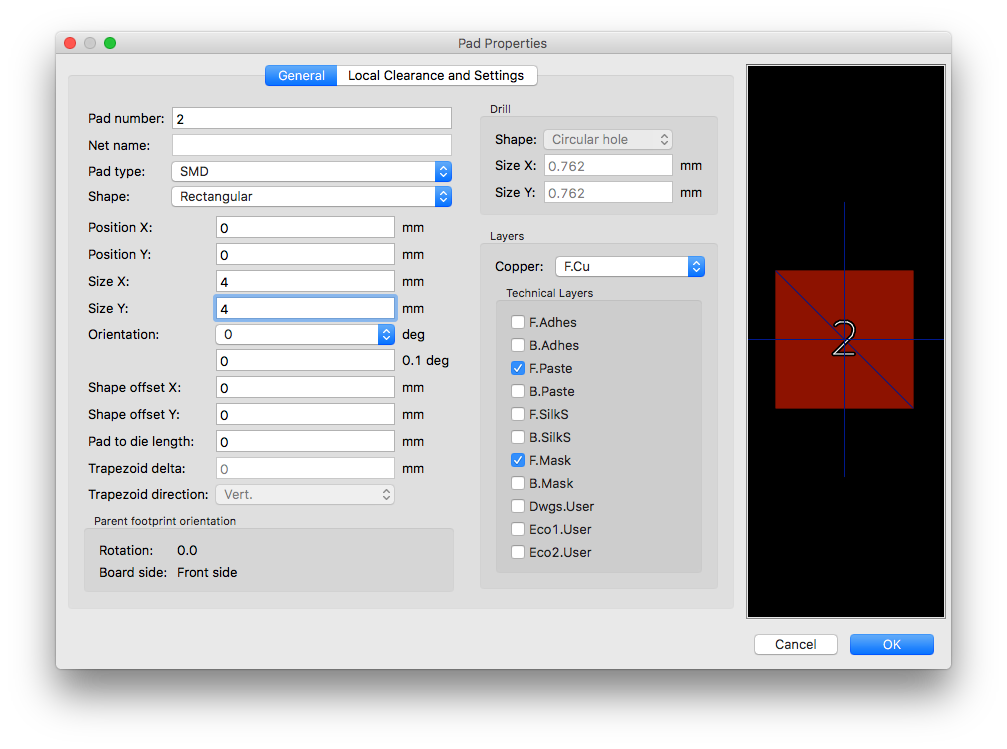 Pad Properties
General
Local Clearance and Settings
Pad number: 2
Net name:
Pad type: SMD
Shape: Rectangular
Position X: 0 mm
Position Y: 0 mm
Size X: 4 mm
Size Y: 4 mm
Orientation: 0 deg
0 0.1 deg
Shape offset X: 0 mm
Shape offset Y: 0 mm
Pad to die length: 0 mm
Trapezoid delta: 0 mm
Trapezoid direction: Vert.
Parent footprint orientation
Rotation: 0.0
Board side: Front side
Drill
Shape: Circular hole
Size X: 0.762 mm
Size Y: 0.762 mm
Layers
Copper: F.Cu
Technical Layers
F.Adhes
B.Adhes
F.Paste
B.Paste
F.SilkS
B.SilkS
F.Mask
B.Mask
Dwgs.User
Eco1.User
Eco2.User
2
Cancel
OK